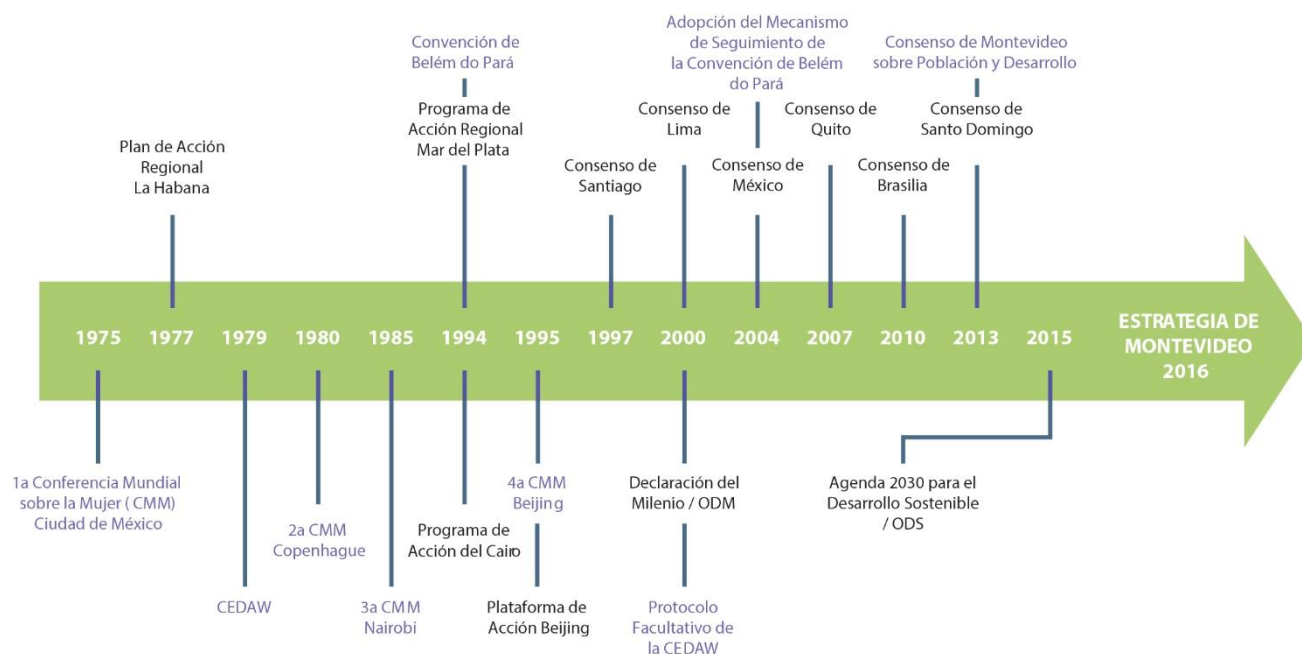 Convención de
Belém do Pará
Adopción del Mecanismo
de Seguimiento de
la Convención de Belém
do Pará
Consenso de Montevideo
sobre Población y Desarrollo
Plan de Acción
Regional
La Habana
Programa de
Acción Regional
Mar del Plata
Consenso de
Santiago
Consenso de
Lima
Consenso de
México
Consenso de
Quito
Consenso de
Brasilia
Consenso de
Santo Domingo
1975 1977 1979 1980 1985 1994 1995 1997 2000 2004 2007 2010 2013 2015
ESTRATEGIA DE
MONTEVIDEO
2016
1a Conferencia Mundial
sobre la Mujer ( CMM)
Ciudad de México
CEDAW
2a CMM
Copenhague
3a CMM
Nairobi
Programa de
Acción del Cairo
4a CMM
Beijing
Plataforma de
Acción Beijing
Declaración del
Milenio / ODM
Protocolo
Facultativo de
la CEDAW
Agenda 2030 para el
Desarrollo Sostenible
/ ODS